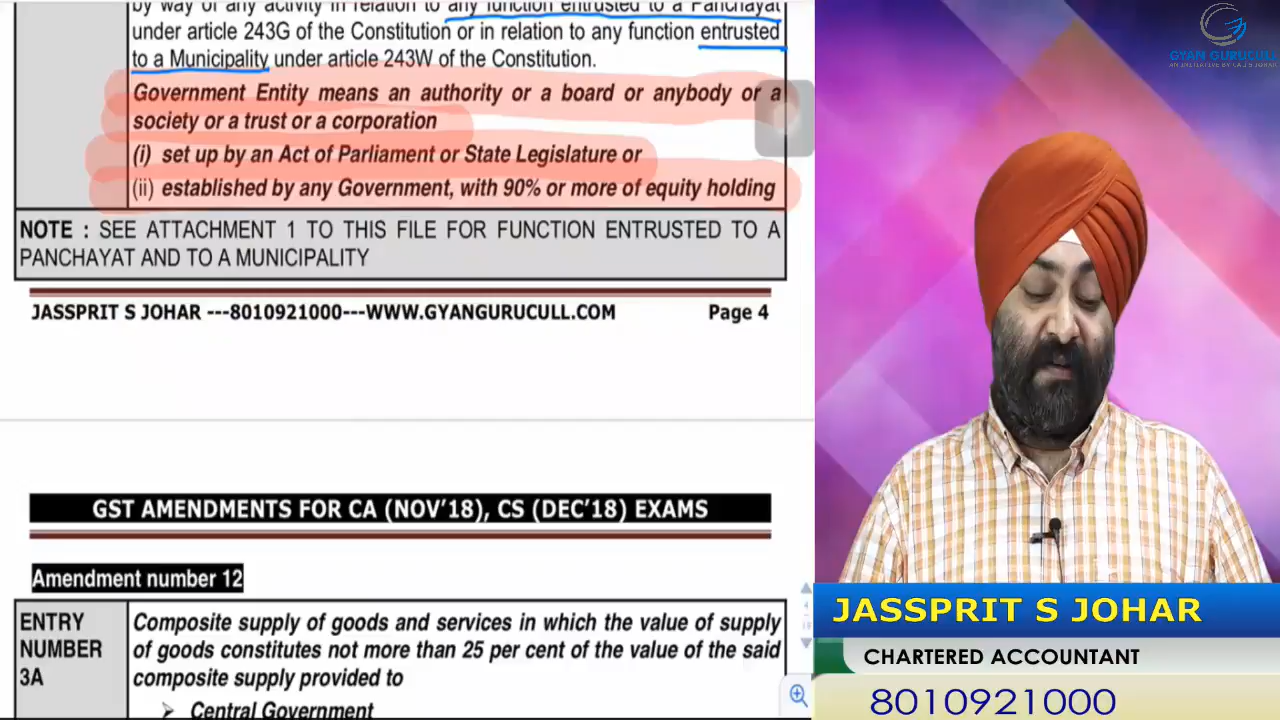 by way of any activity in relation to any function entrusted to a Panchayat
under article 243G of the Constitution or in relation to any function entrusted
to a Municipality under article 243W of the Constitution.
Government Entity means an authority or a board or anybody or a
society or a trust or a corporation
(i) set up by an Act of Parliament or State Legislature or
(ii) established by any Government, with 90% or more of equity holding
NOTE : SEE ATTACHMENT 1 TO THIS FILE FOR FUNCTION ENTRUSTED TO A
PANCHAYAT AND TO A MUNICIPALITY
JASSPRIT S JOHAR ---8010921000---WWW.GYANGURUCULL.COM Page 4
GST AMENDMENTS FOR CA (NOV'18), CS (DEC'18) EXAMS
Amendment number 12
ENTRY
NUMBER
3A
Composite supply of goods and services in which the value of supply
of goods constitutes not more than 25 per cent of the value of the said
composite supply provided to
➢ Central Government
GYAN GURUCULL
AN INITIATIVE BY CA J S JOHAR
JASSPRIT S JOHAR
CHARTERED ACCOUNTANT
8010921000